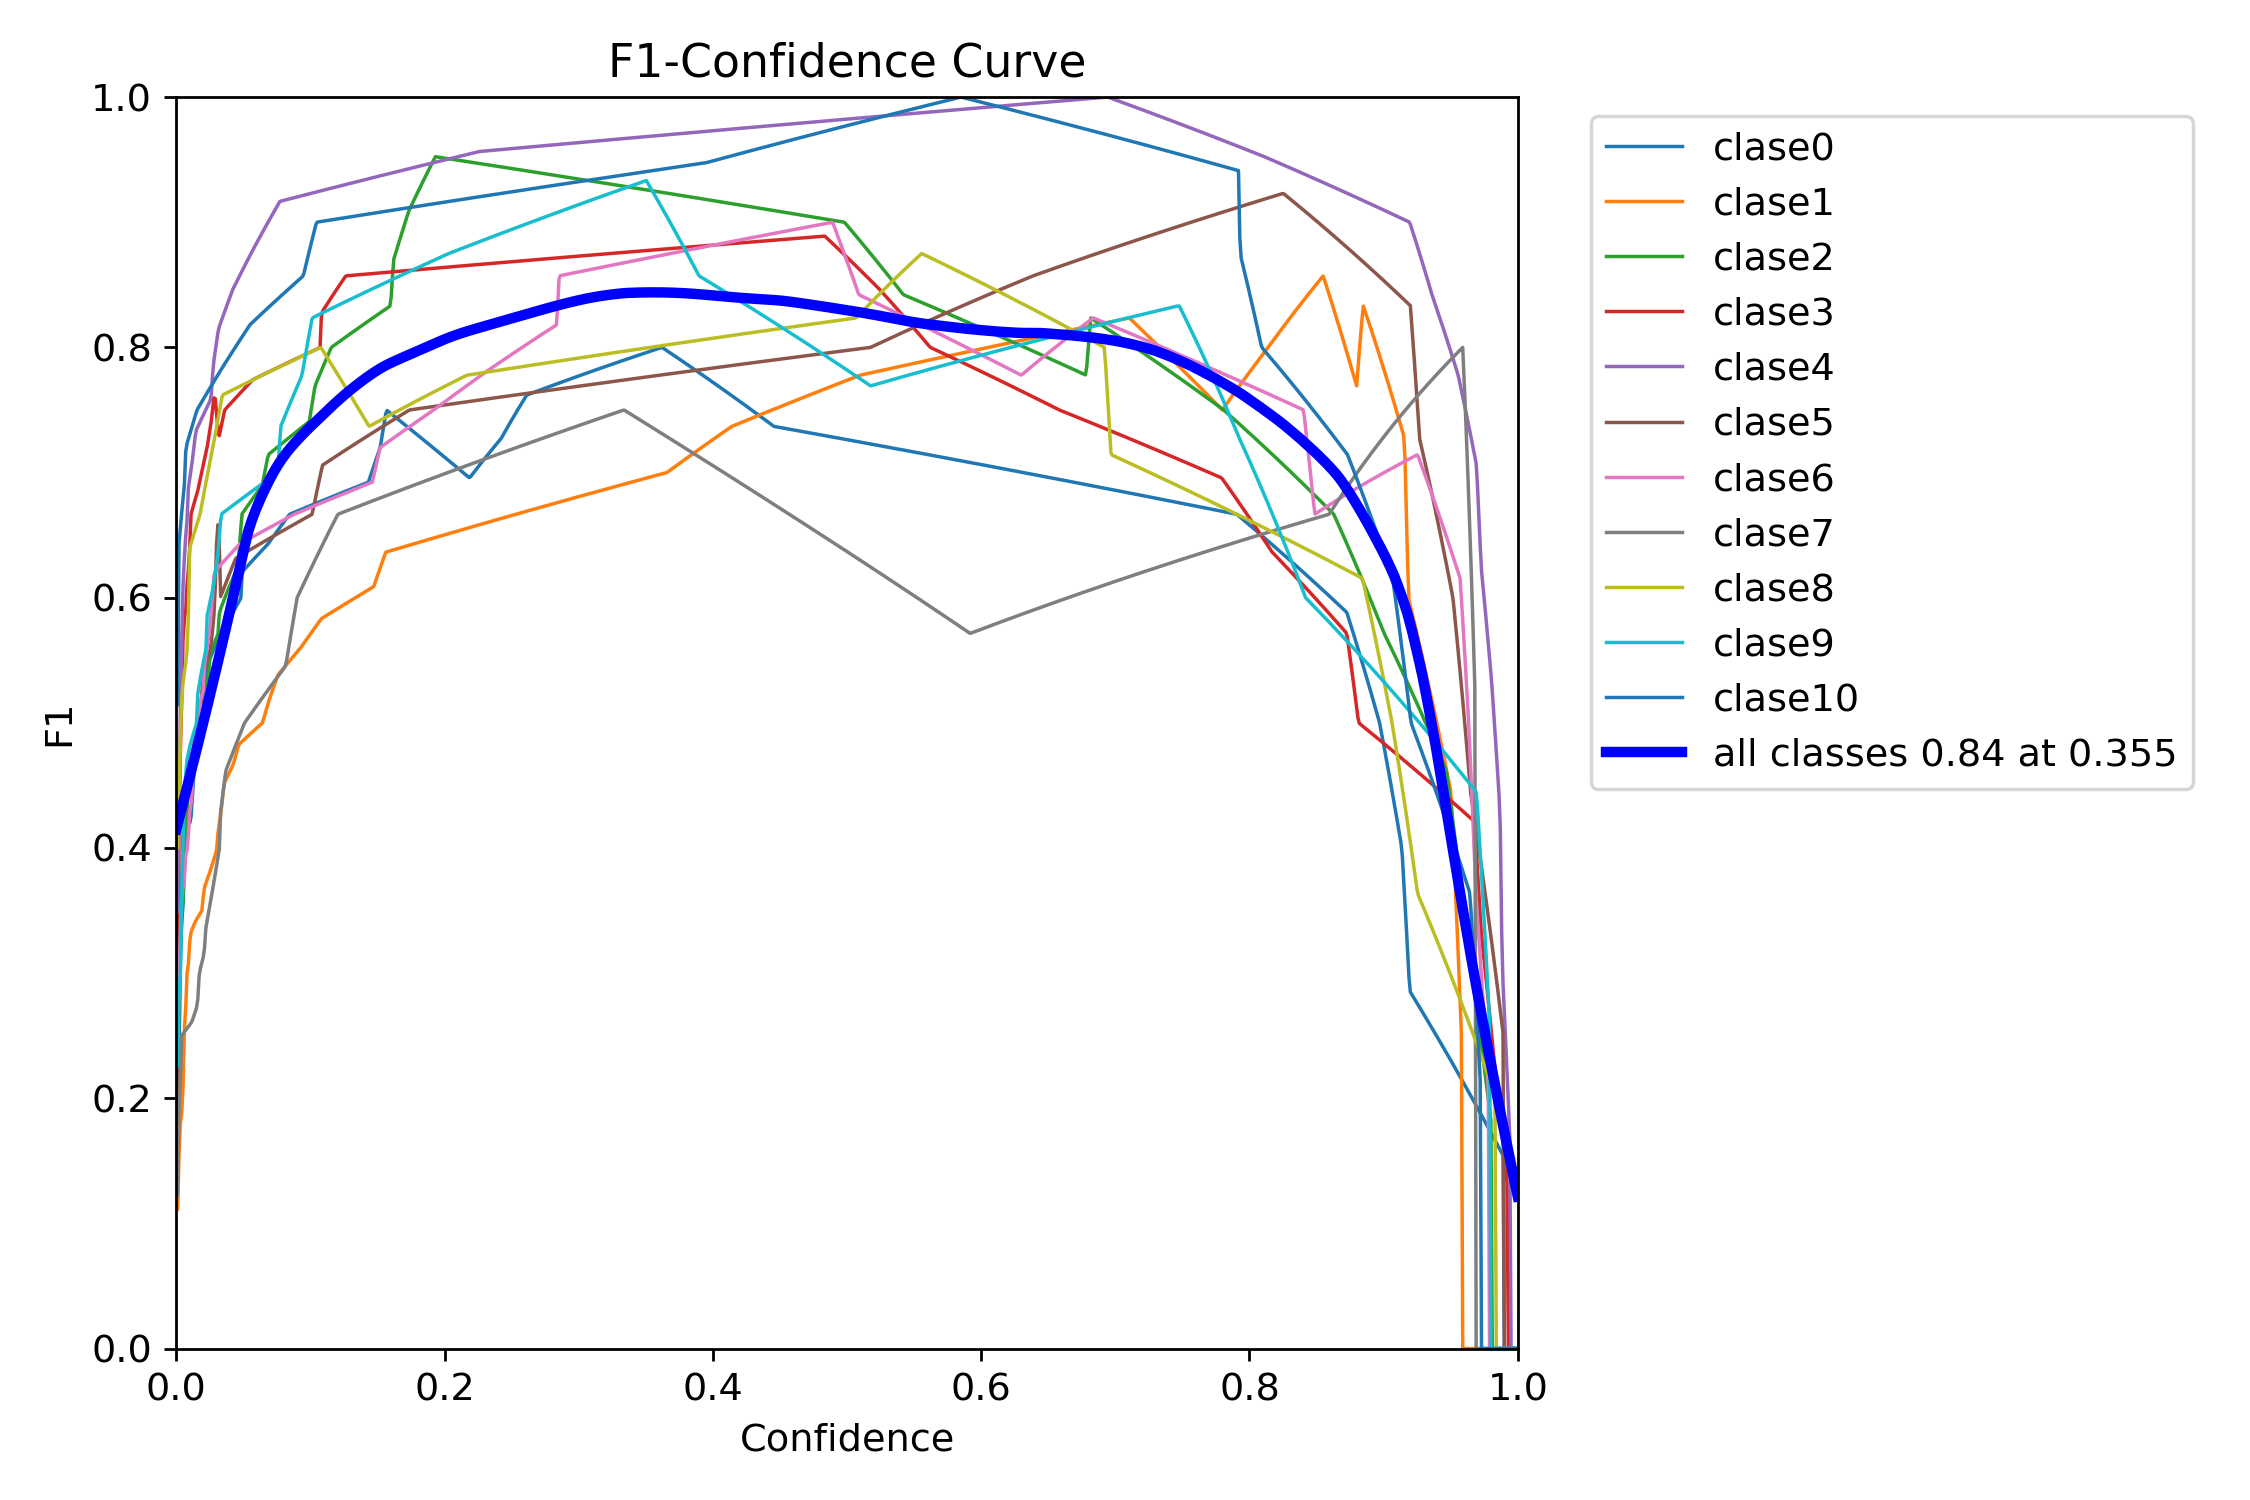 F1-Confidence Curve
1.0
0.8
0.6
0.4
0.2
0.0
F1
0.0 0.2 0.4 0.6 0.8 1.0
Confidence
clase0
clase1
clase2
clase3
clase4
clase5
clase6
clase7
clase8
clase9
clase10
all classes 0.84 at 0.355